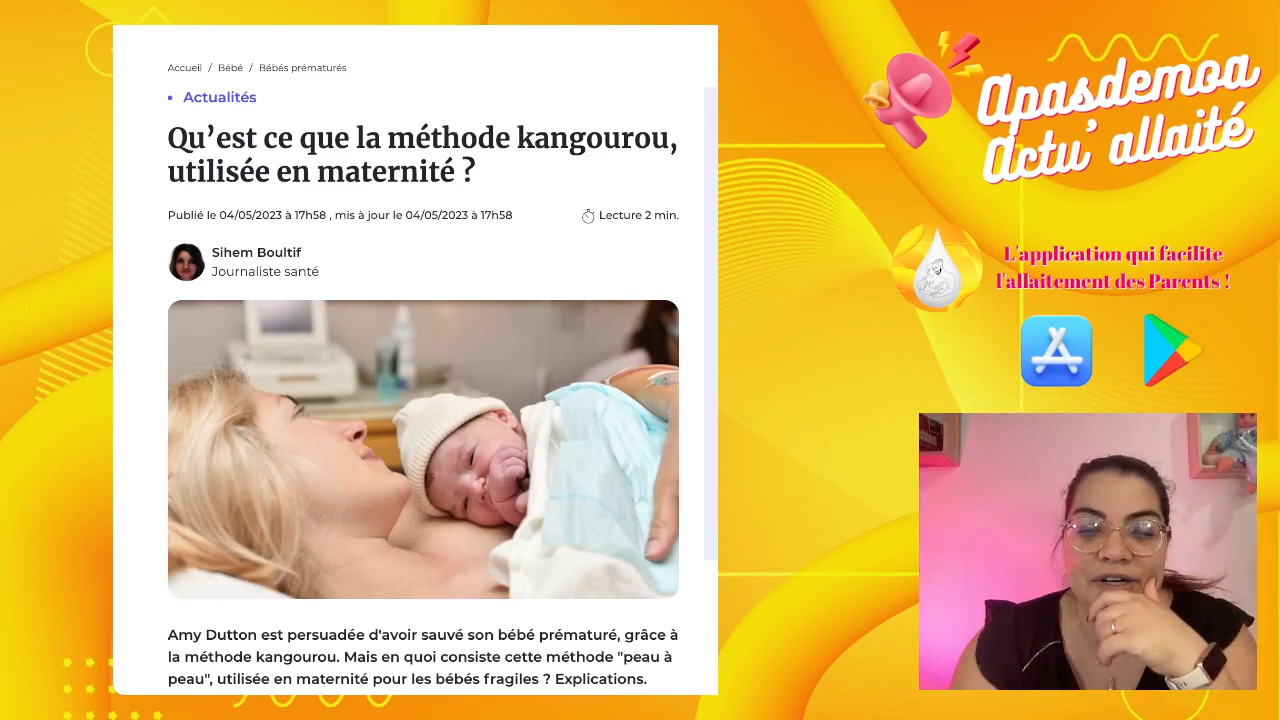 Accueil / Bébé / Bébés prématurés
• Actualités
Qu’est ce que la méthode kangourou,
utilisée en maternité ?
Publié le 04/05/2023 à 17h58 , mis à jour le 04/05/2023 à 17h58
Lecture 2 min.
Sihem Boultif
Journaliste santé
Amy Dutton est persuadée d'avoir sauvé son bébé prématuré, grâce à
la méthode kangourou. Mais en quoi consiste cette méthode "peau à
peau", utilisée en maternité pour les bébés fragiles ? Explications.
Apasdemoa
Actu' allaité
L'application qui facilite
l'allaitement des Parents !